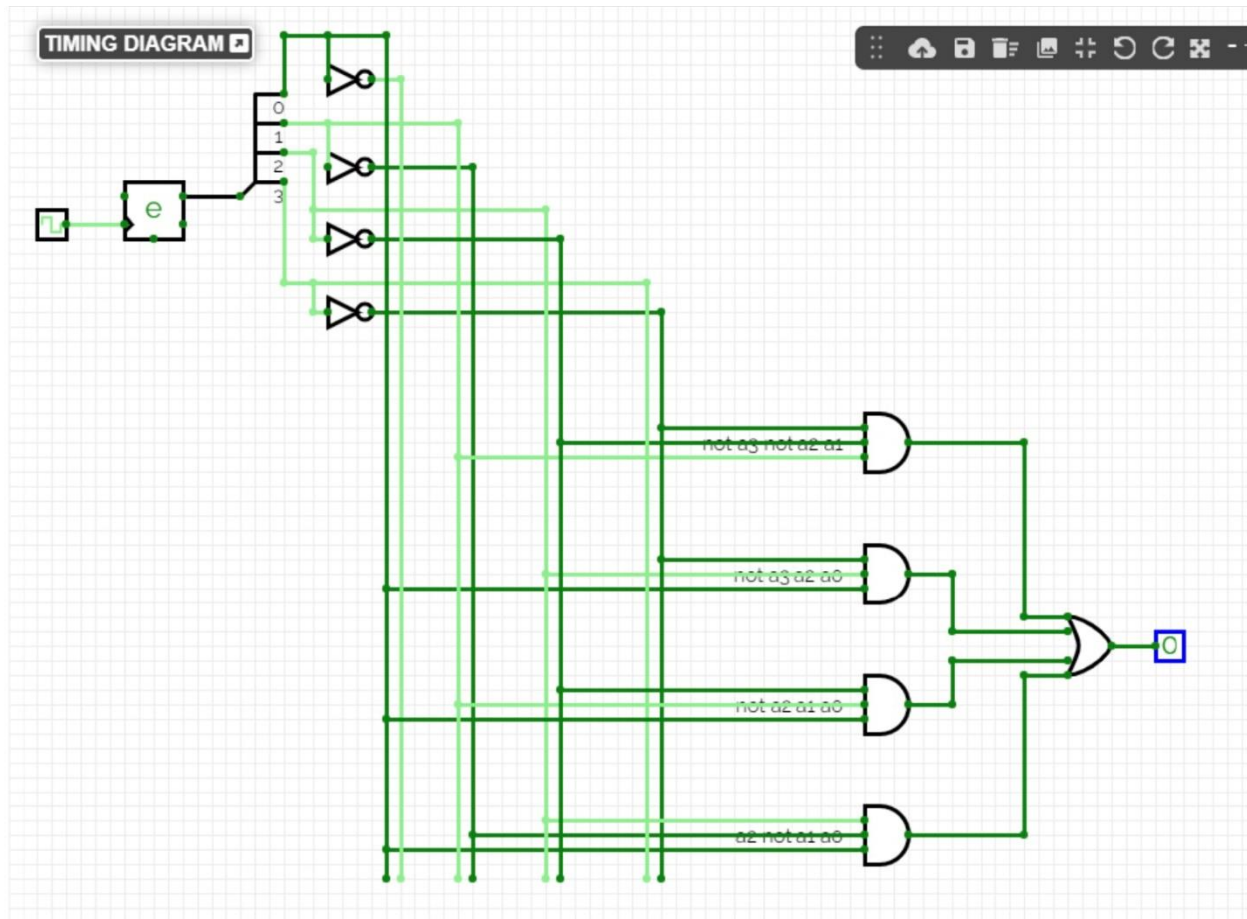 TIMING DIAGRAM
0
1
2
3
e
not a3 not a2 a1
not a3 a2 a0
not a2 a1 a0
a2 not a1 a0
0